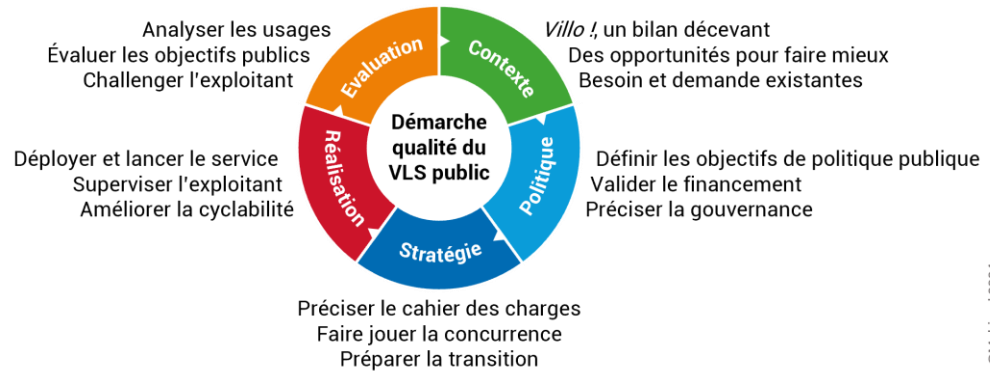 Analyser les usages
Évaluer les objectifs publics
Challenger l'exploitant
Evaluation
Contexte
Villo !, un bilan décevant
Des opportunités pour faire mieux
Besoin et demande existantes
Démarche
qualité du
VLS public
Déployer et lancer le service
Superviser l'exploitant
Améliorer la cyclabilité
Réalisation
Politique
Définir les objectifs de politique publique
Valider le financement
Préciser la gouvernance
Stratégie
Préciser le cahier des charges
Faire jouer la concurrence
Préparer la transition